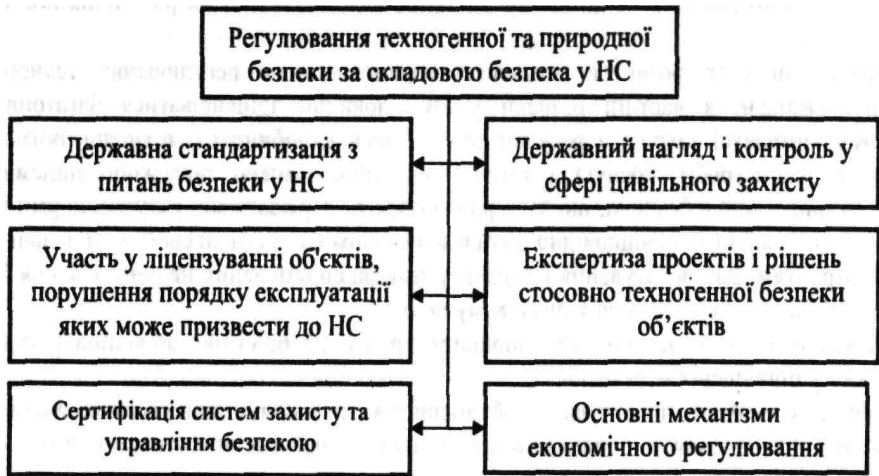 Регулювання техногенної та природної
безпеки за складовою безпека у НС
Державна стандартизація з
питань безпеки у НС
Державний нагляд і контроль у
сфері цивільного захисту
Участь у ліцензуванні об'єктів,
порушення порядку експлуатації
яких може призвести до НС
Експертиза проектів і рішень
стосовно техногенної безпеки
об’єктів
Сертифікація систем захисту та
управління безпекою
Основні механізми
економічного регулювання